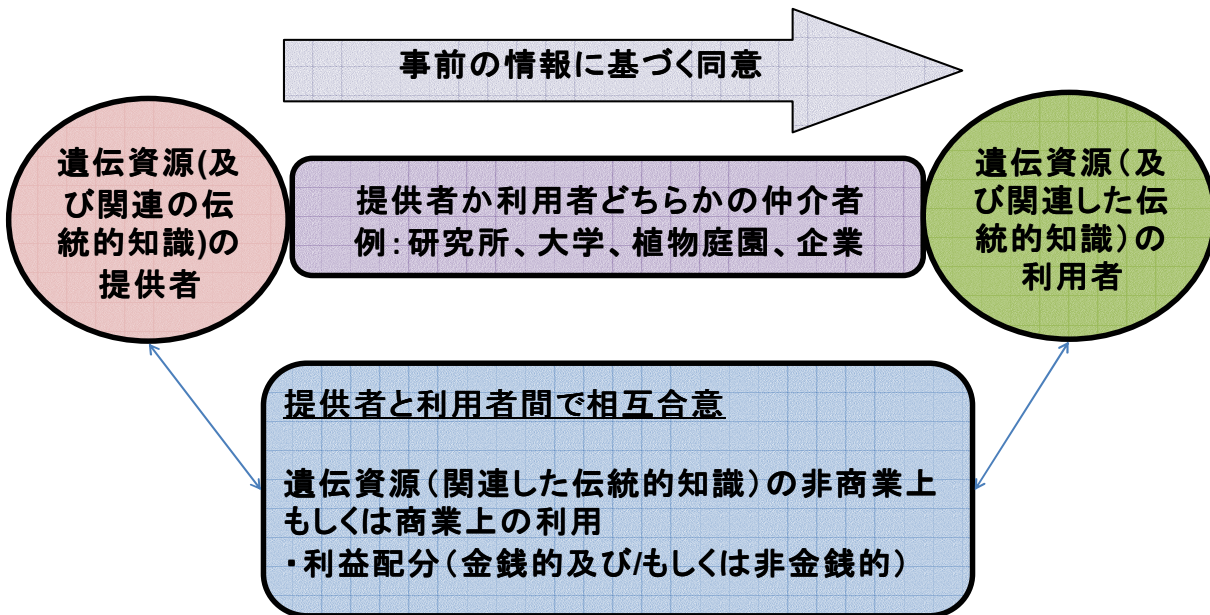 事前の情報に基づく同意
遺伝資源(及
び関連の伝
統的知識)の
提供者
提供者か利用者どちらかの仲介者
例：研究所、大学、植物庭園、企業
遺伝資源（及
び関連した伝
統的知識）の
利用者
提供者と利用者間で相互合意
遺伝資源（関連した伝統的知識）の非商業上
もしくは商業上の利用
・利益配分（金銭的及び/もしくは非金銭的）